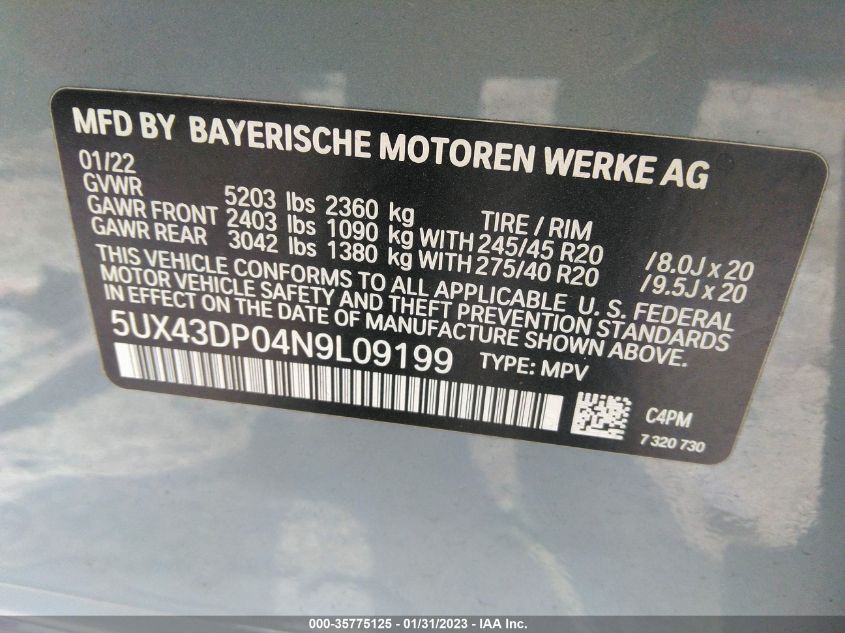 MFD BY BAYERISCHE MOTOREN WERKE AG
01/22
GVWR 5203 lbs 2360 kg TIRE / RIM
GAWR FRONT 2403 lbs 1090 kg WITH 245/45 R20 /8.0J x 20
GAWR REAR 3042 lbs 1380 kg WITH 275/40 R20 /9.5J x 20
THIS VEHICLE CONFORMS TO ALL APPLICABLE U. S. FEDERAL
MOTOR VEHICLE SAFETY AND THEFT PREVENTION STANDARDS
IN EFFECT ON THE DATE OF MANUFACTURE SHOWN ABOVE.
5UX43DP04N9L09199 TYPE: MPV
C4PM
7 320 730
000-35775125 - 01/31/2023 - IAA Inc.